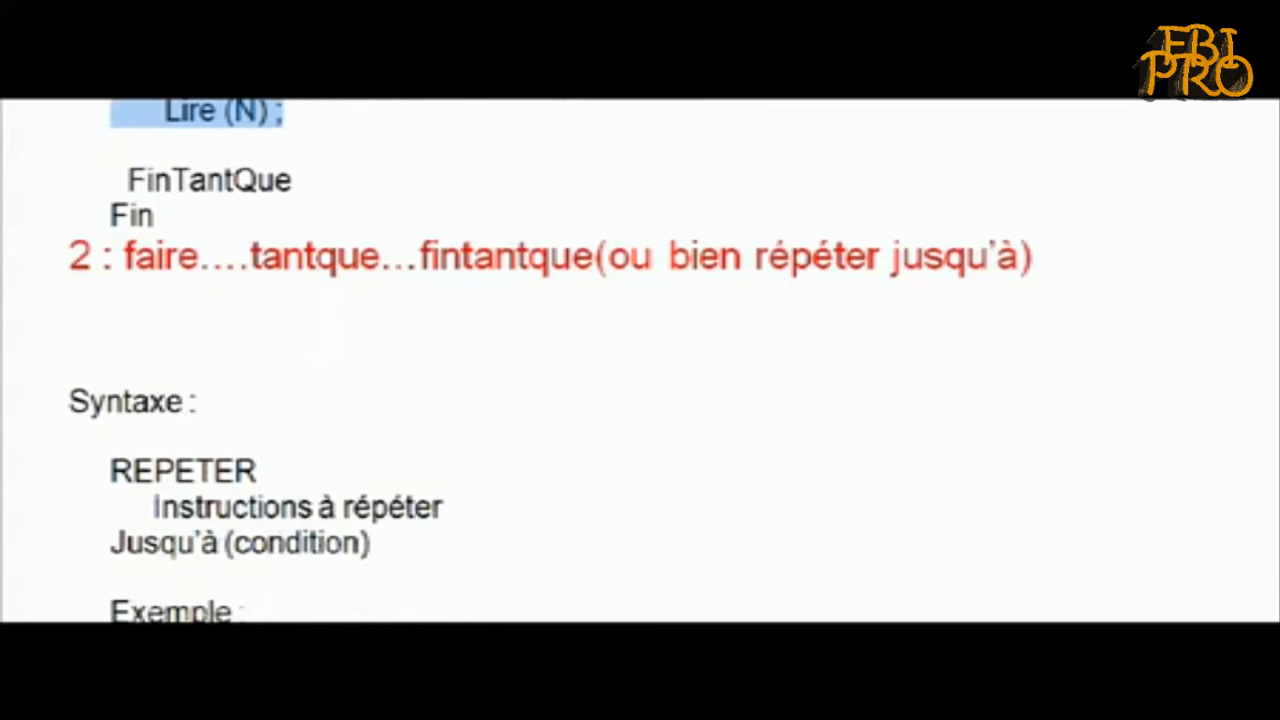 FBI
PRO
Lire (N) ;
FinTantQue
Fin
2 : faire....tantque...fintantque(ou bien répéter jusqu'à)
Syntaxe :
REPETER
Instructions à répéter
Jusqu'à (condition)
Exemple :